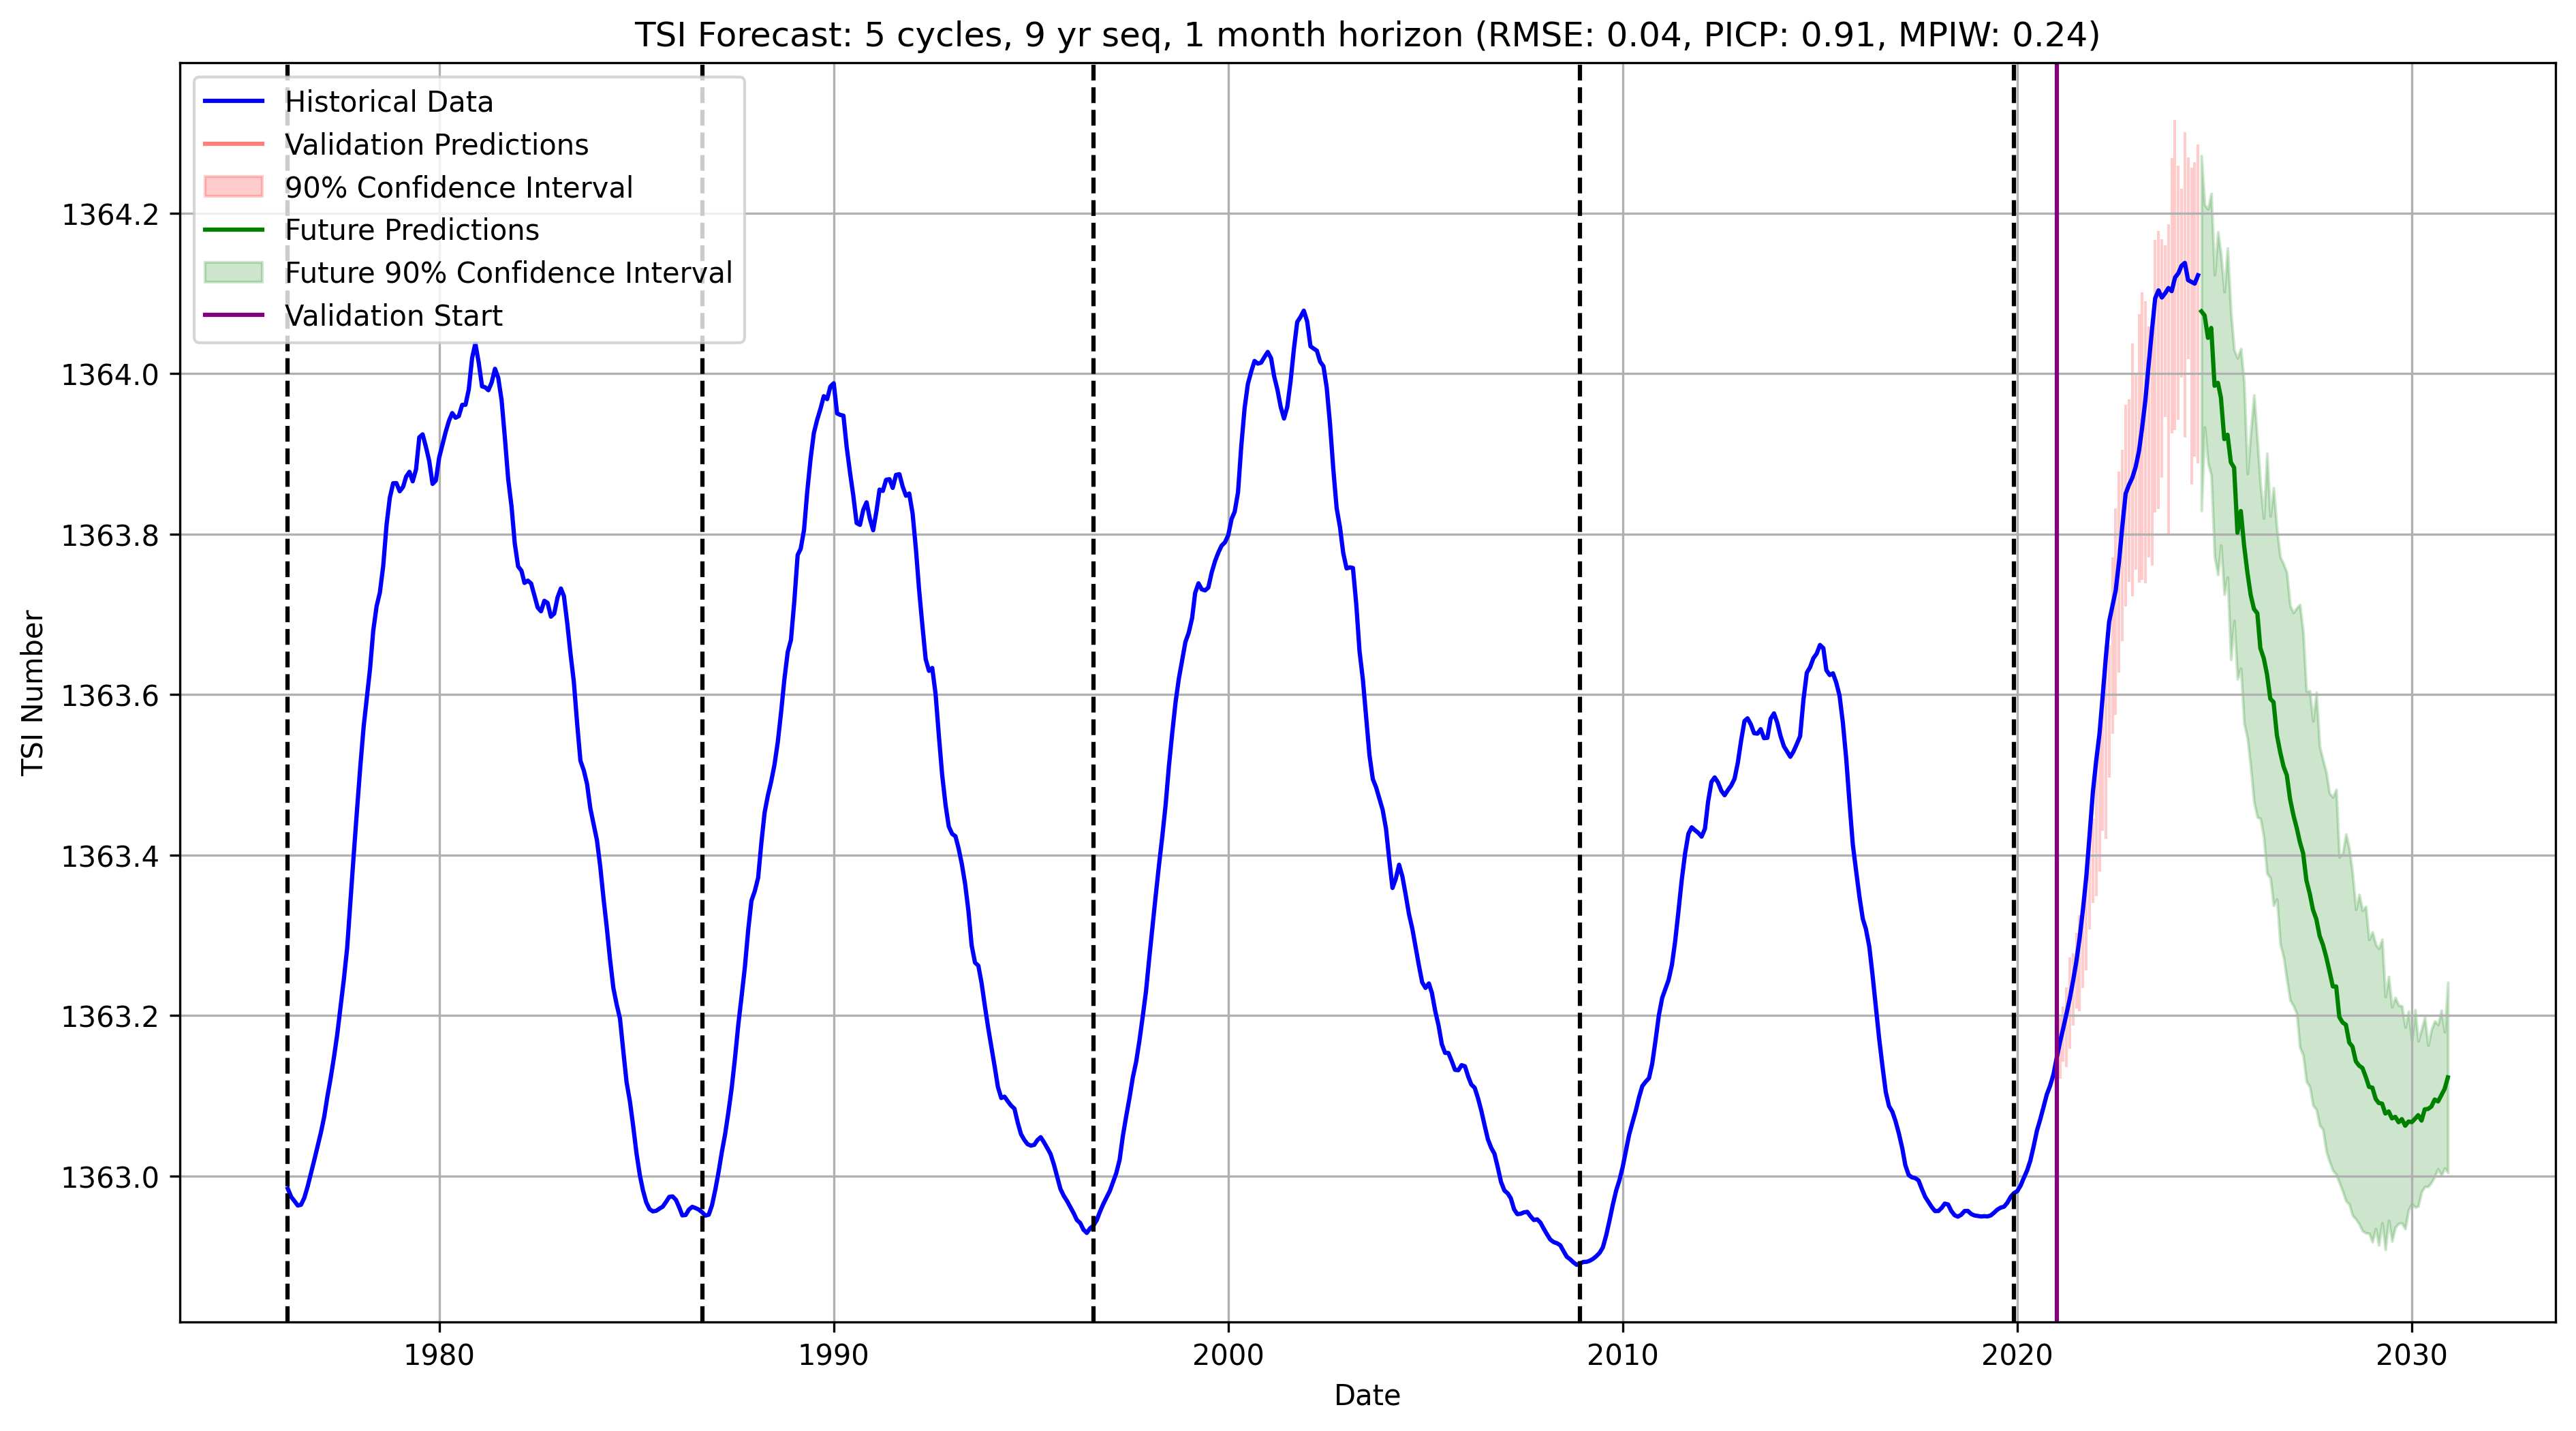 TSI Forecast: 5 cycles, 9 yr seq, 1 month horizon (RMSE: 0.04, PICP: 0.91, MPIW: 0.24)
Historical Data
Validation Predictions
90% Confidence Interval
Future Predictions
Future 90% Confidence Interval
Validation Start
TSI Number
1364.2
1364.0
1363.8
1363.6
1363.4
1363.2
1363.0
1980
1990
2000
2010
2020
2030
Date